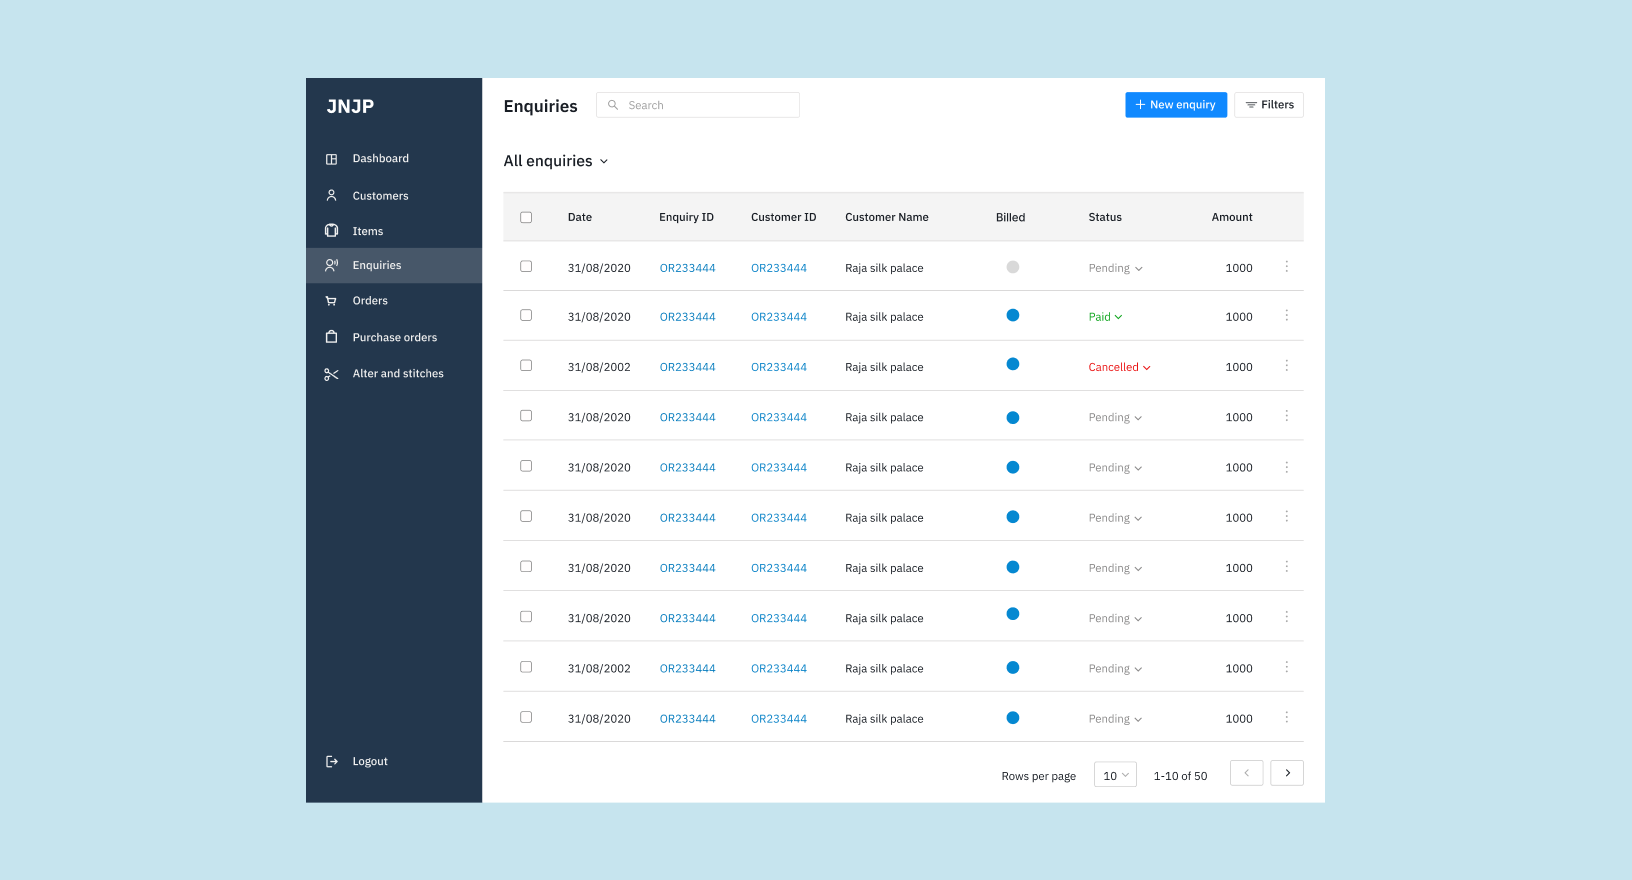 JNJP
Dashboard
Customers
Items
Enquiries
Orders
Purchase orders
Alter and stitches
Logout
Enquiries
Search
New enquiry
Filters
All enquiries
Date Enquiry ID Customer ID Customer Name Billed Status Amount
31/08/2020 OR233444 OR233444 Raja silk palace Pending 1000
31/08/2020 OR233444 OR233444 Raja silk palace Paid 1000
31/08/2002 OR233444 OR233444 Raja silk palace Cancelled 1000
31/08/2020 OR233444 OR233444 Raja silk palace Pending 1000
31/08/2020 OR233444 OR233444 Raja silk palace Pending 1000
31/08/2020 OR233444 OR233444 Raja silk palace Pending 1000
31/08/2020 OR233444 OR233444 Raja silk palace Pending 1000
31/08/2020 OR233444 OR233444 Raja silk palace Pending 1000
31/08/2002 OR233444 OR233444 Raja silk palace Pending 1000
31/08/2020 OR233444 OR233444 Raja silk palace Pending 1000
Rows per page 10 1-10 of 50